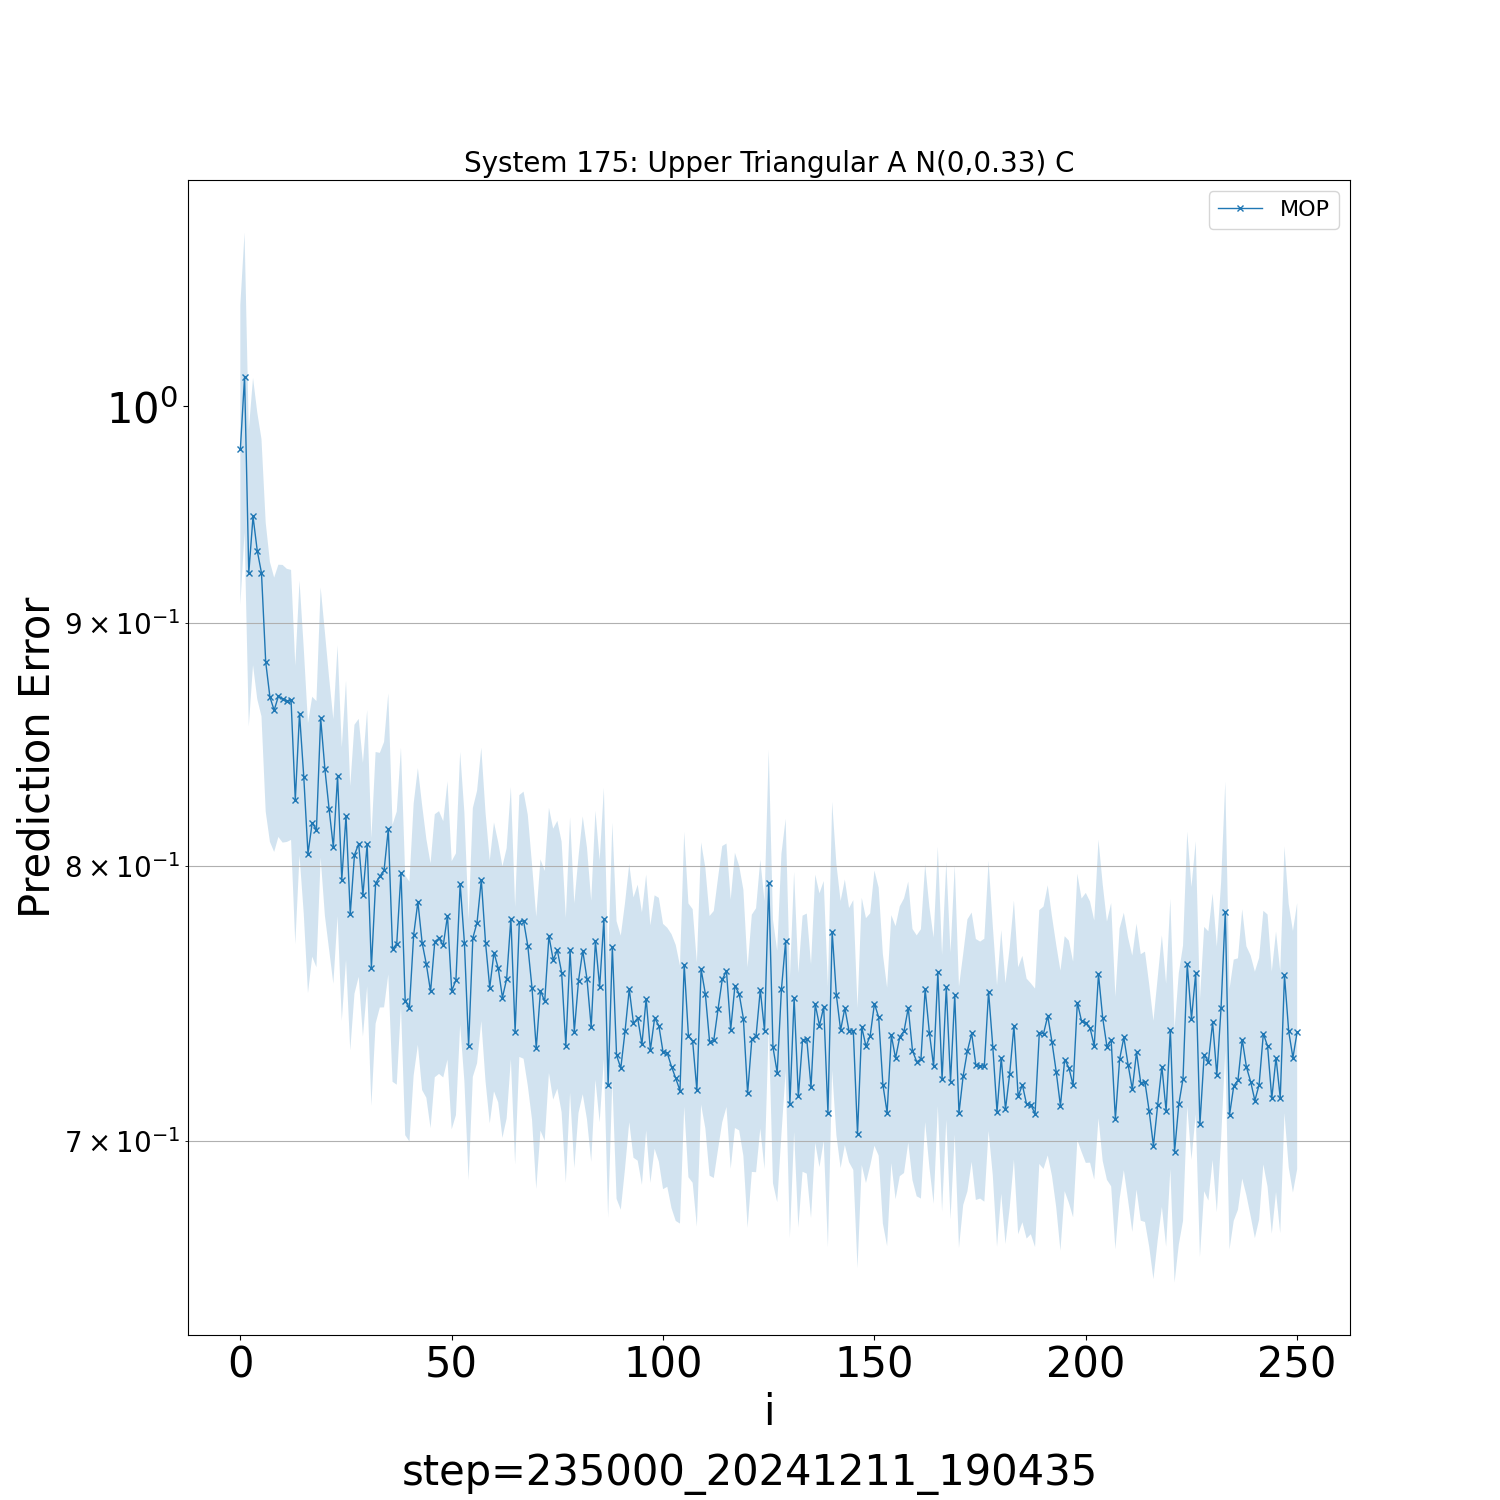 System 175: Upper Triangular A N(0,0.33) C
MOP
10⁰
9 × 10⁻¹
8 × 10⁻¹
7 × 10⁻¹
Prediction Error
0 50 100 150 200 250
i
step=235000_20241211_190435